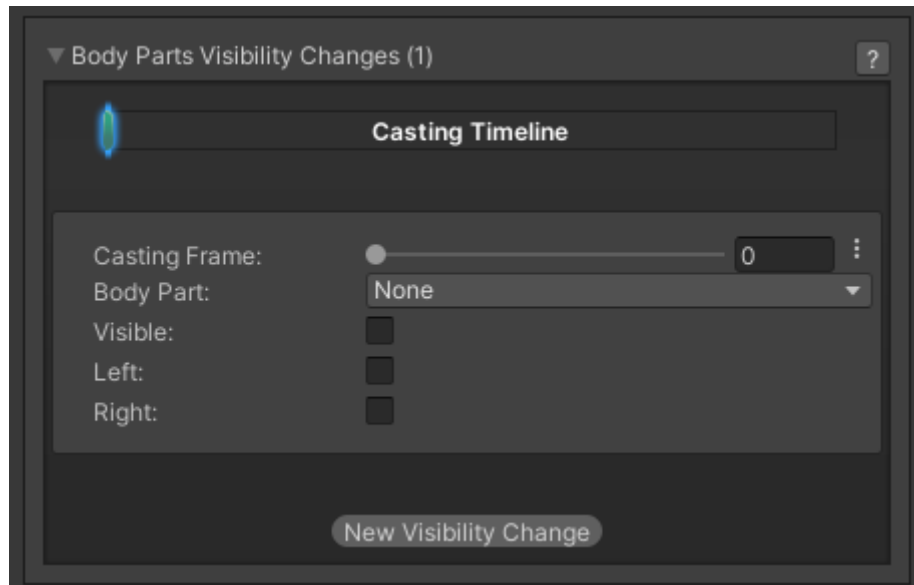 Body Parts Visibility Changes (1)
?
Casting Timeline
Casting Frame: 0
Body Part: None
Visible:
Left:
Right:
New Visibility Change